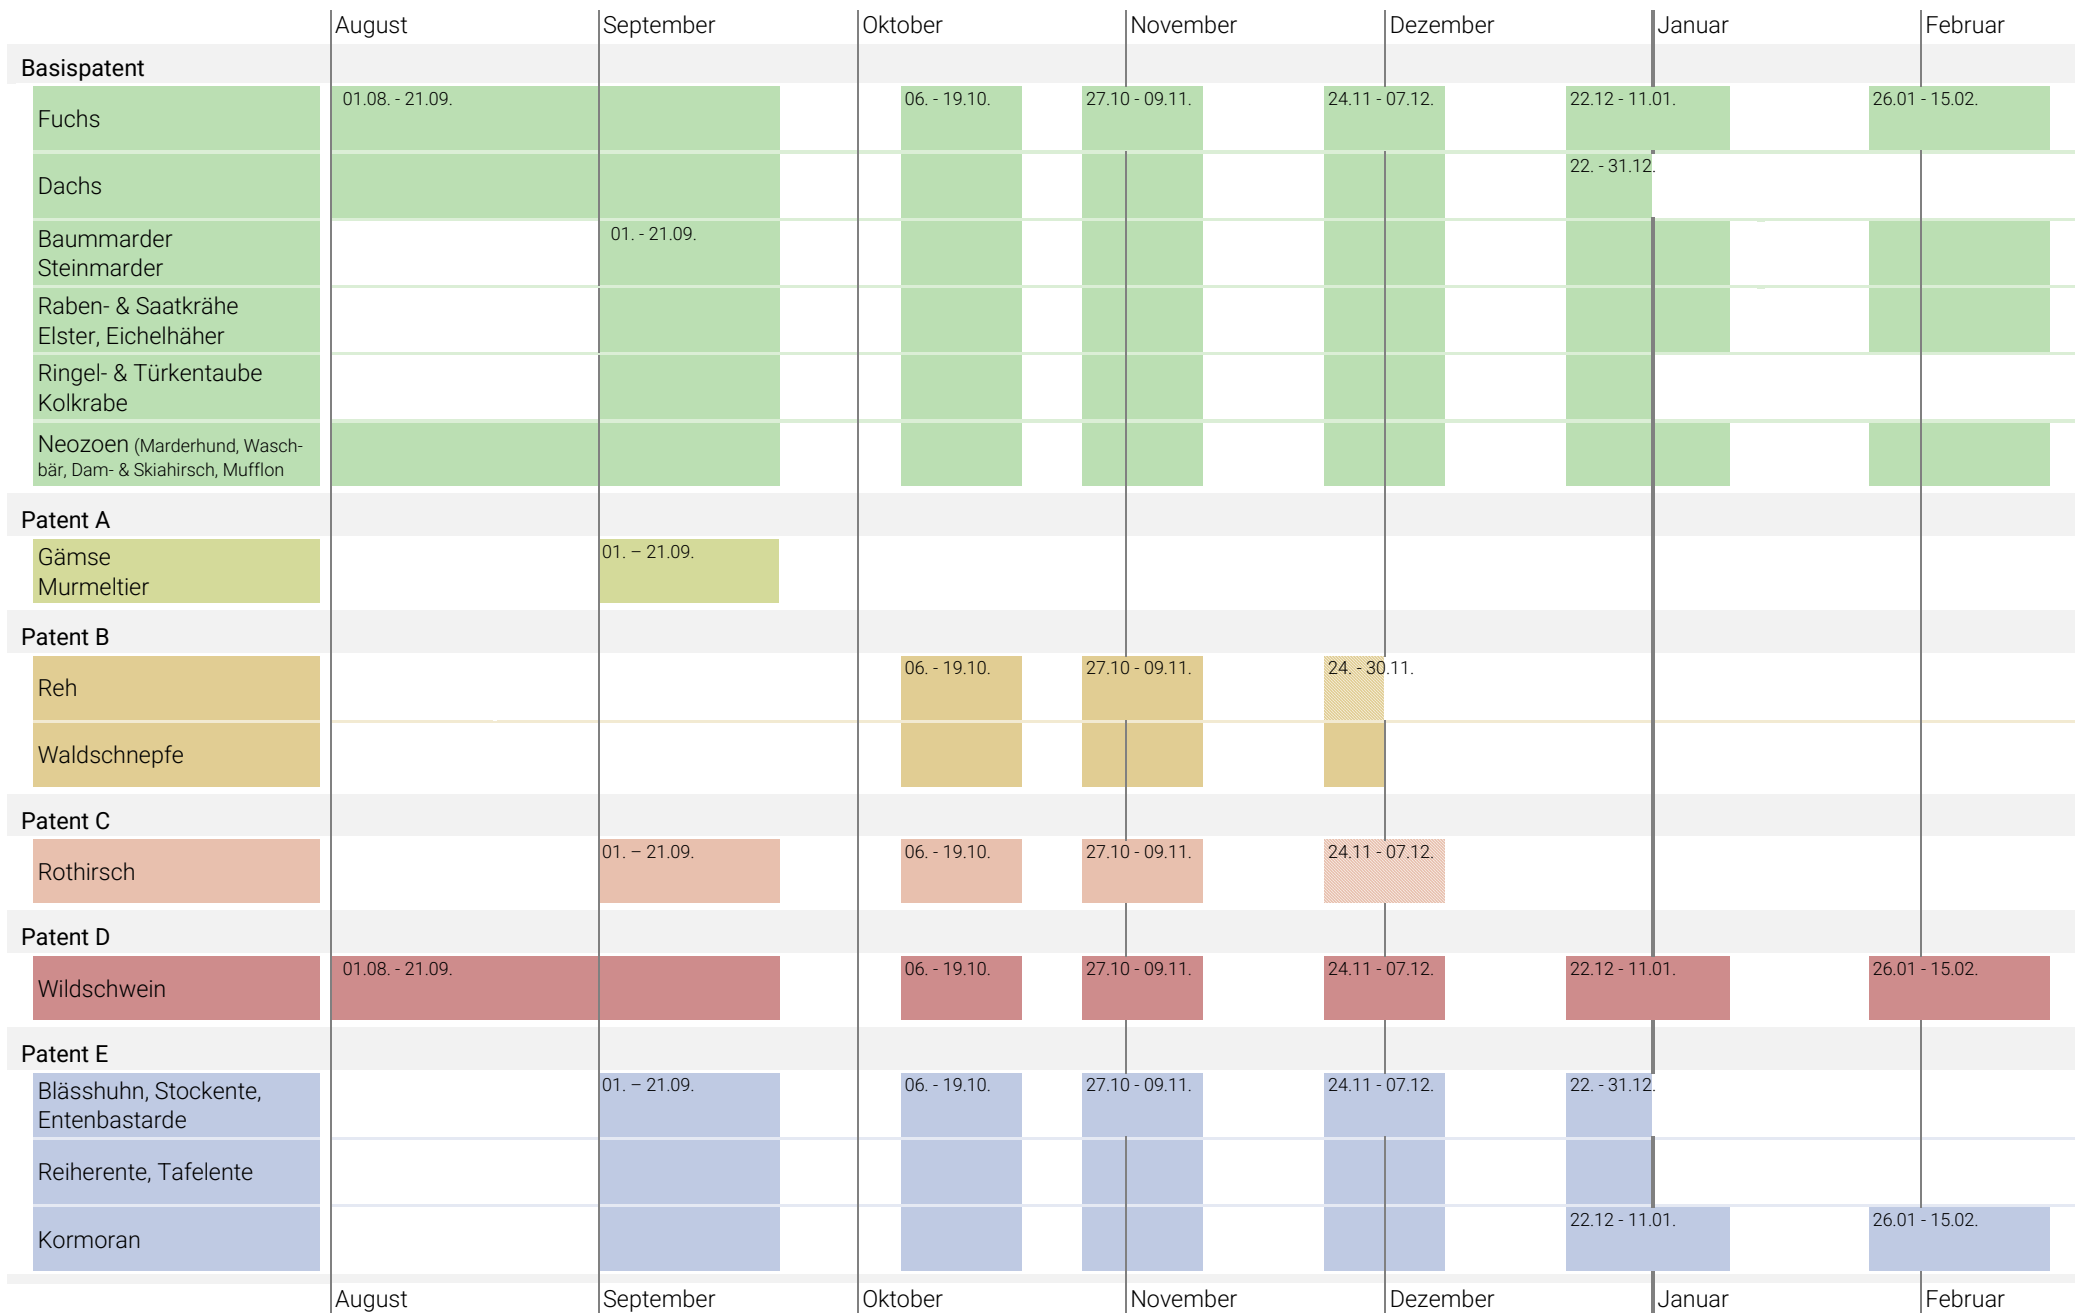 August September Oktober November Dezember Januar Februar
Basispatent
Fuchs 01.08. - 21.09. 06. - 19.10. 27.10 - 09.11. 24.11 - 07.12. 22.12 - 11.01. 26.01 - 15.02.
Dachs 22. - 31.12.
Baummarder 01. - 21.09.
Steinmarder
Raben- & Saatkrähe
Elster, Eichelhäher
Ringel- & Türkentaube
Kolkrabe
Neozoen (Marderhund, Wasch-
bär, Dam- & Skiahirsch, Mufflon
Patent A
Gämse 01. – 21.09.
Murmeltier
Patent B
Reh 06. - 19.10. 27.10 - 09.11. 24. - 30.11.
Waldschnepfe
Patent C
Rothirsch 01. – 21.09. 06. - 19.10. 27.10 - 09.11. 24.11 - 07.12.
Patent D
Wildschwein 01.08. - 21.09. 06. - 19.10. 27.10 - 09.11. 24.11 - 07.12. 22.12 - 11.01. 26.01 - 15.02.
Patent E
Blässhuhn, Stockente, 01. – 21.09. 06. - 19.10. 27.10 - 09.11. 24.11 - 07.12. 22. - 31.12.
Entenbastarde
Reiherente, Tafelente
Kormoran 22.12 - 11.01. 26.01 - 15.02.
August September Oktober November Dezember Januar Februar